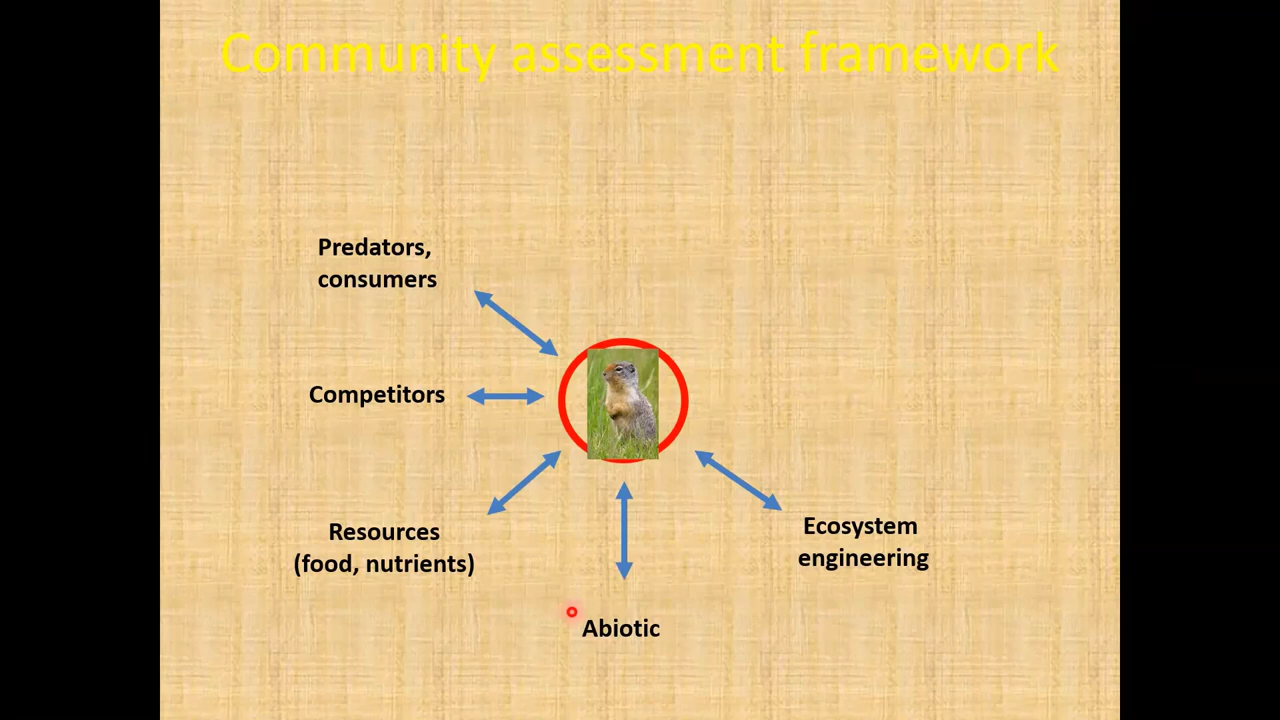 Community assessment framework
Predators,
consumers
Competitors
Resources
(food, nutrients)
Ecosystem
engineering
Abiotic